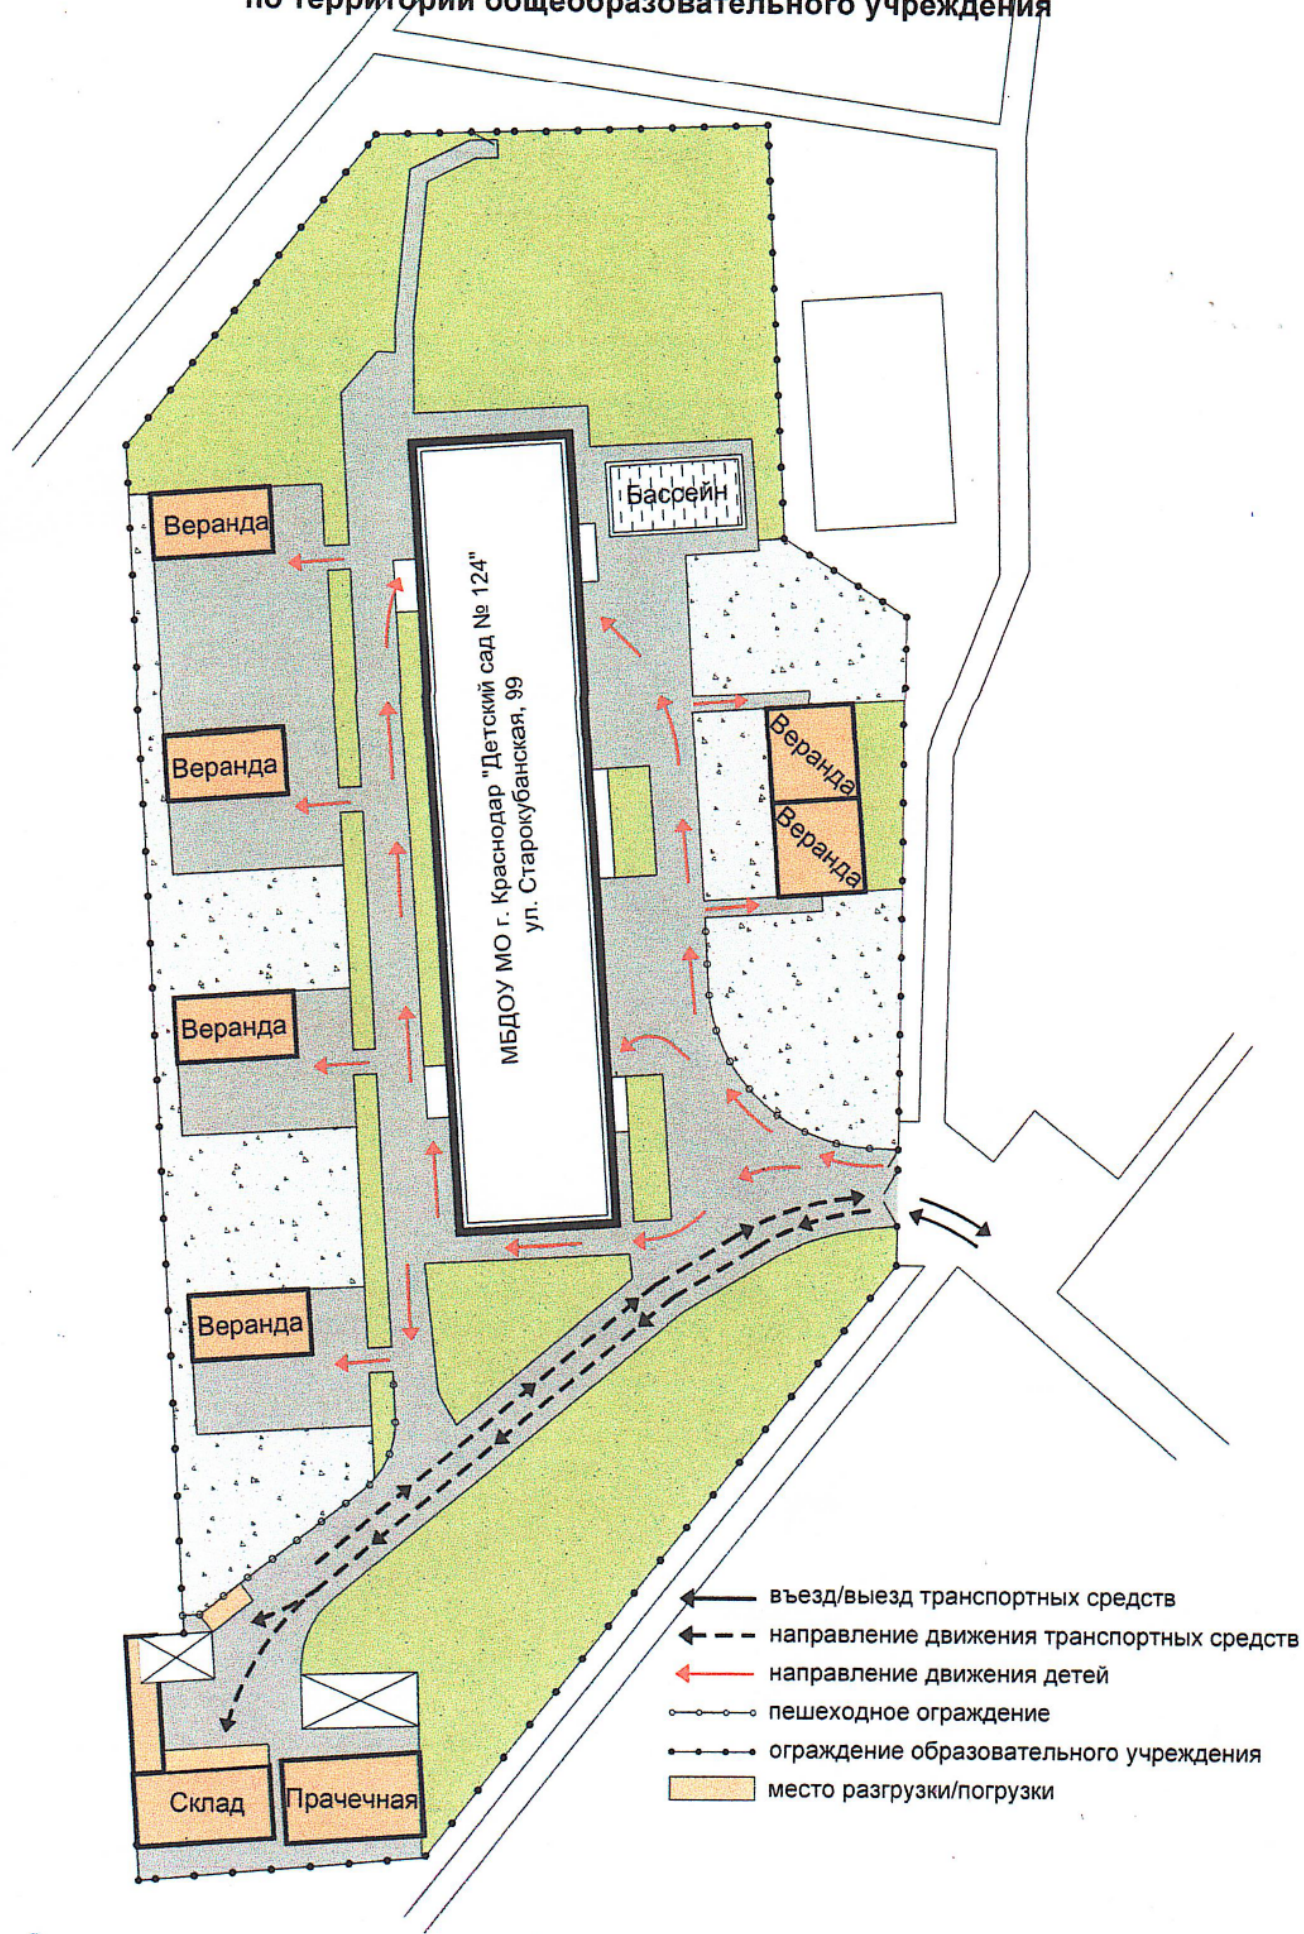 по территории общеобразовательного учреждения
Бассейн
Веранда
МБДОУ МО г. Краснодар "Детский сад № 124"
ул. Старокубанская, 99
Веранда
Веранда
Веранда
Веранда
Веранда
въезд/выезд транспортных средств
направление движения транспортных средств
направление движения детей
пешеходное ограждение
ограждение образовательного учреждения
место разгрузки/погрузки
Склад
Прачечная